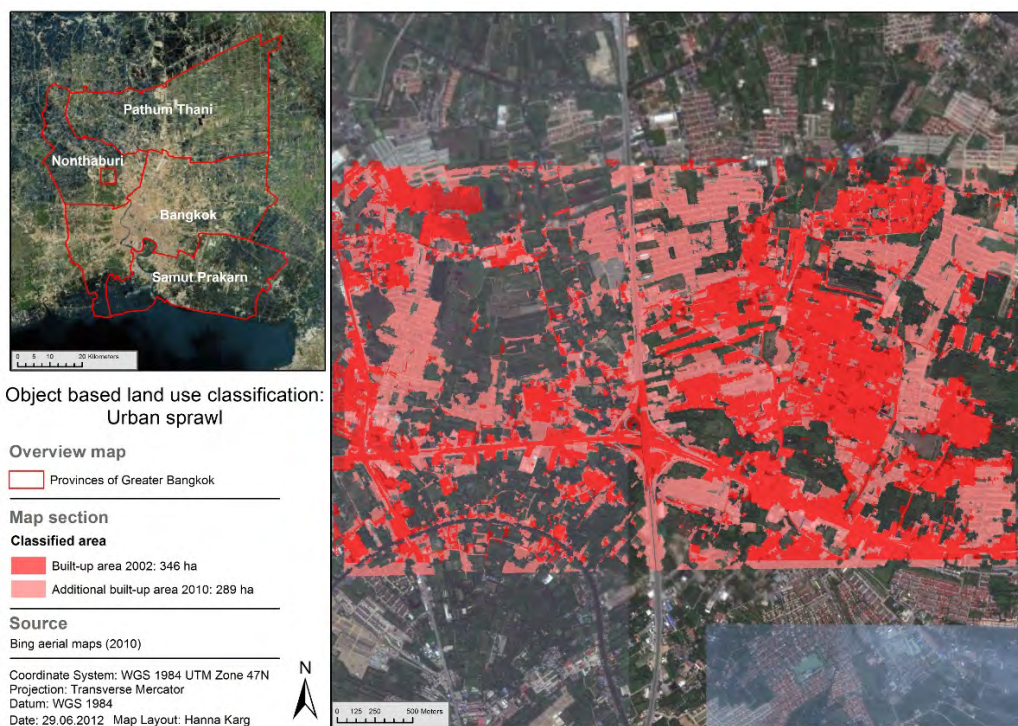 Pathum Thani
Nonthaburi
Bangkok
Samut Prakarn
0 5 10 20 Kilometers
Object based land use classification:
Urban sprawl
Overview map
Provinces of Greater Bangkok
Map section
Classified area
Built-up area 2002: 346 ha
Additional built-up area 2010: 289 ha
Source
Bing aerial maps (2010)
Coordinate System: WGS 1984 UTM Zone 47N
Projection: Transverse Mercator
Datum: WGS 1984
Date: 29.06.2012 Map Layout: Hanna Karg
N
0 125 250 500 Meters